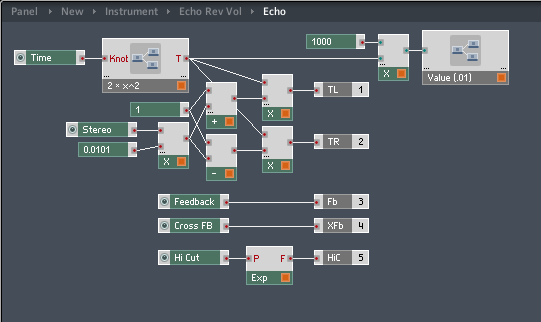 Panel > New > Instrument > Echo Rev Vol > Echo
1000
Time
Knot T
2 × x^2
...
X
...
Value (.01)
1
...
+
...
X
TL 1
Stereo
0.0101
...
X
...
-
...
X
TR 2
Feedback
Fb 3
Cross FB
XFb 4
Hi Cut
P F
Exp
HiC 5